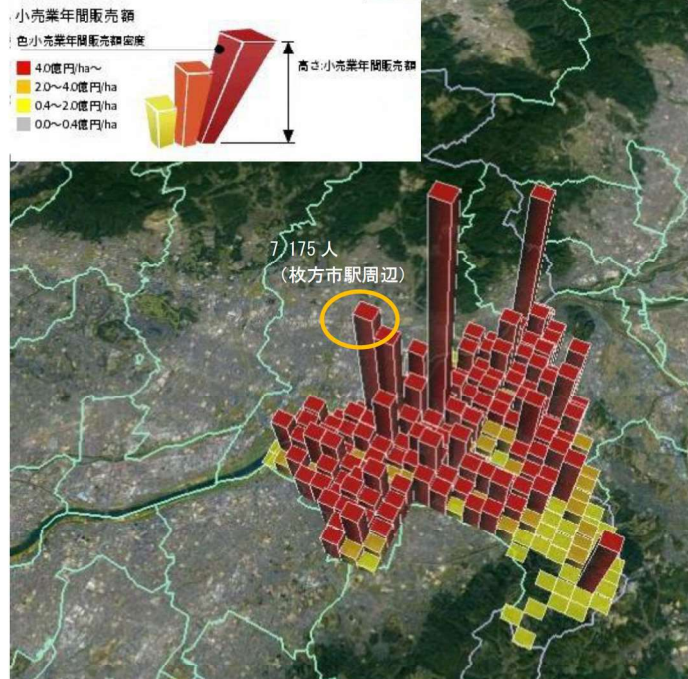 小売業年間販売額
色:小売業年間販売額密度
4.0億円/ha～
2.0～4.0億円/ha
0.4～2.0億円/ha
0.0～0.4億円/ha
高さ:小売業年間販売額
7,175 人
（枚方市駅周辺）